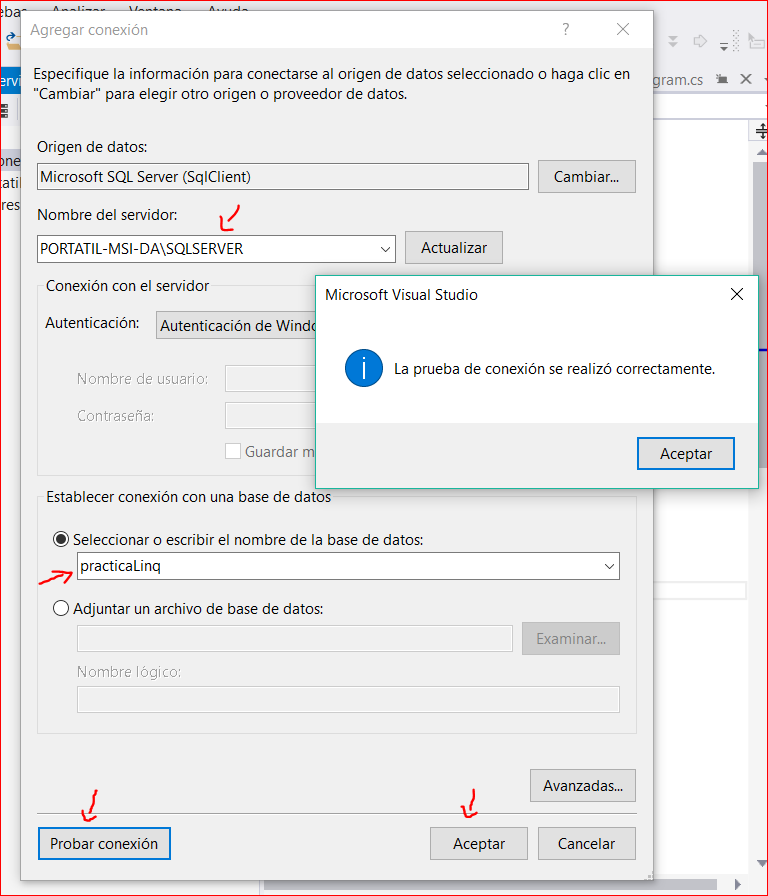 Analizar Ventana Ayuda
Agregar conexión ?
Especifique la información para conectarse al origen de datos seleccionado o haga clic en
"Cambiar" para elegir otro origen o proveedor de datos.
gram.cs
Origen de datos:
Microsoft SQL Server (SqlClient)
Cambiar...
Nombre del servidor:
PORTATIL-MSI-DA\SQLSERVER
Actualizar
Conexión con el servidor
Autenticación:
Autenticación de Windo
Nombre de usuario:
Contraseña:
Guardar m
Microsoft Visual Studio
La prueba de conexión se realizó correctamente.
Aceptar
Establecer conexión con una base de datos
Seleccionar o escribir el nombre de la base de datos:
practicaLinq
Adjuntar un archivo de base de datos:
Examinar...
Nombre lógico:
Avanzadas...
Probar conexión
Aceptar
Cancelar